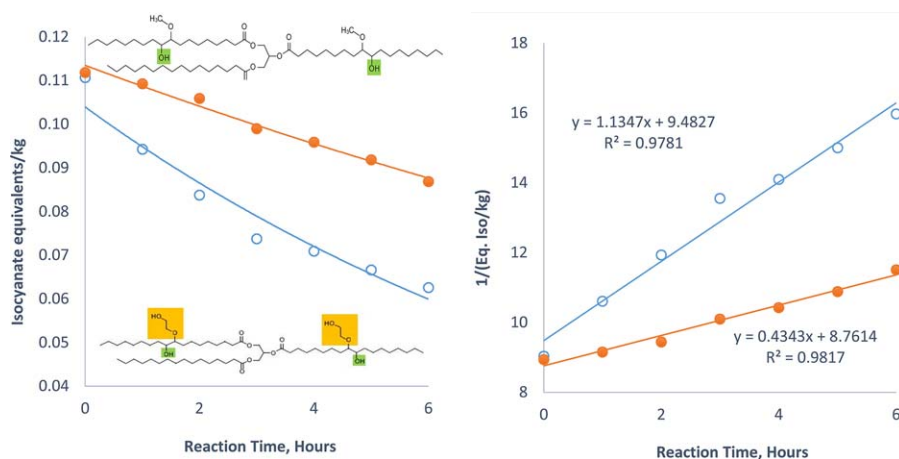 0.12
0.11
0.10
0.09
0.08
0.07
0.06
0.05
0.04
0
2
4
6
Isocyanate equivalents/kg
Reaction Time, Hours
H₃C
O
OH
O
O
O
O
O
O
H₃C
O
OH
HO
O
OH
O
O
O
O
O
O
HO
O
OH
18
16
14
12
10
8
0
1
2
3
4
5
6
1/(Eq. Iso/kg)
Reaction Time, Hours
y = 1.1347x + 9.4827
R² = 0.9781
y = 0.4343x + 8.7614
R² = 0.9817